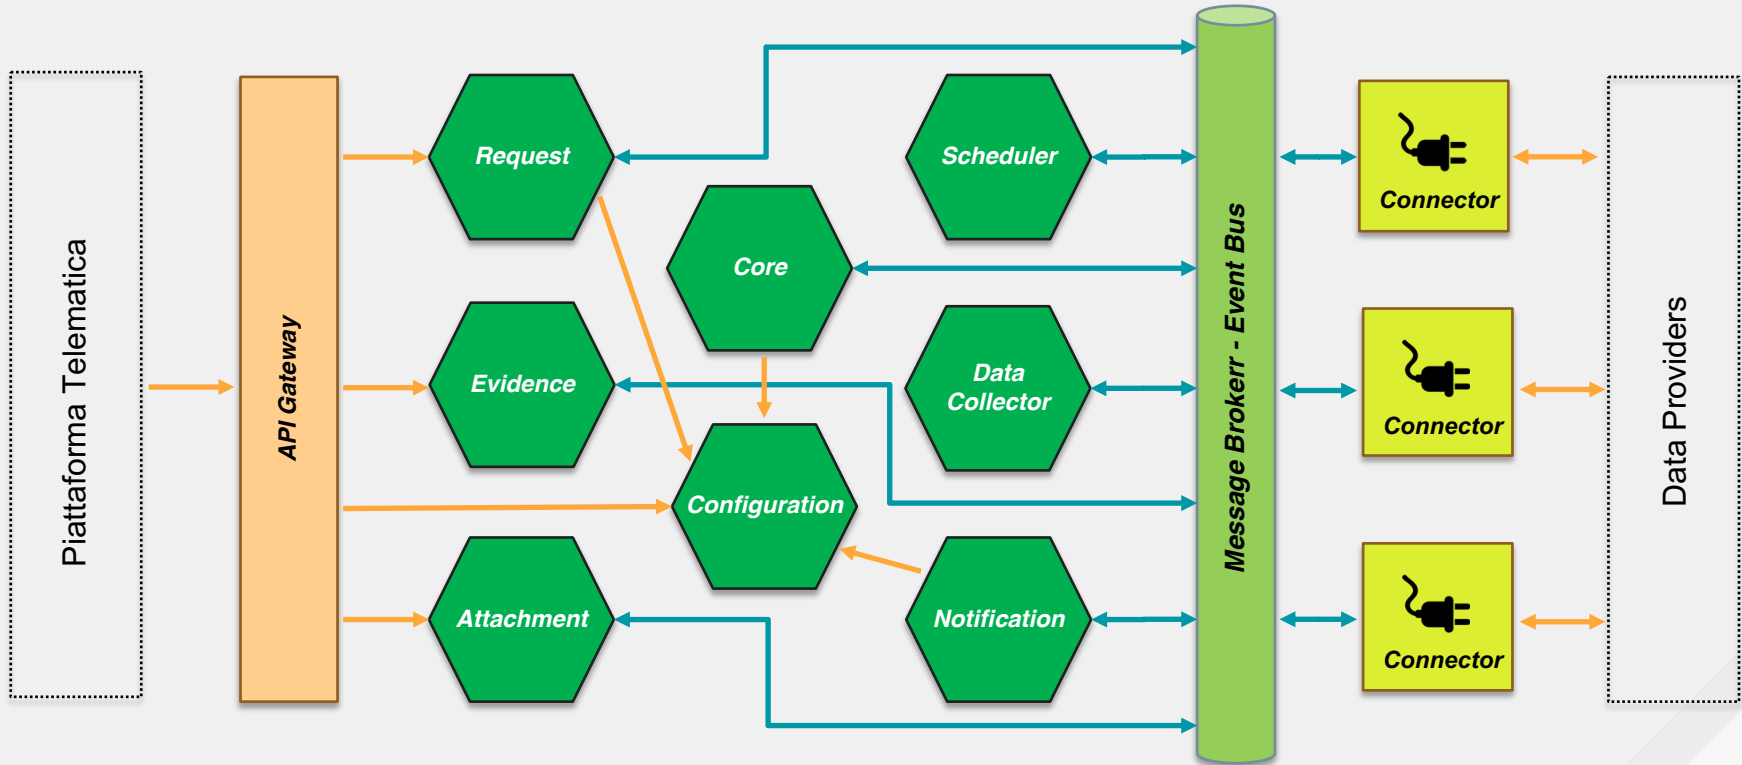 Piattaforma Telematica
API Gateway
Request
Evidence
Attachment
Core
Configuration
Scheduler
Data
Collector
Notification
Message Brokerr - Event Bus
Connector
Connector
Connector
Data Providers